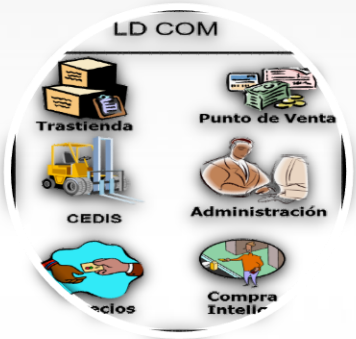 LD COM
Trastienda
Punto de Venta
CEDIS
Administración
Compra